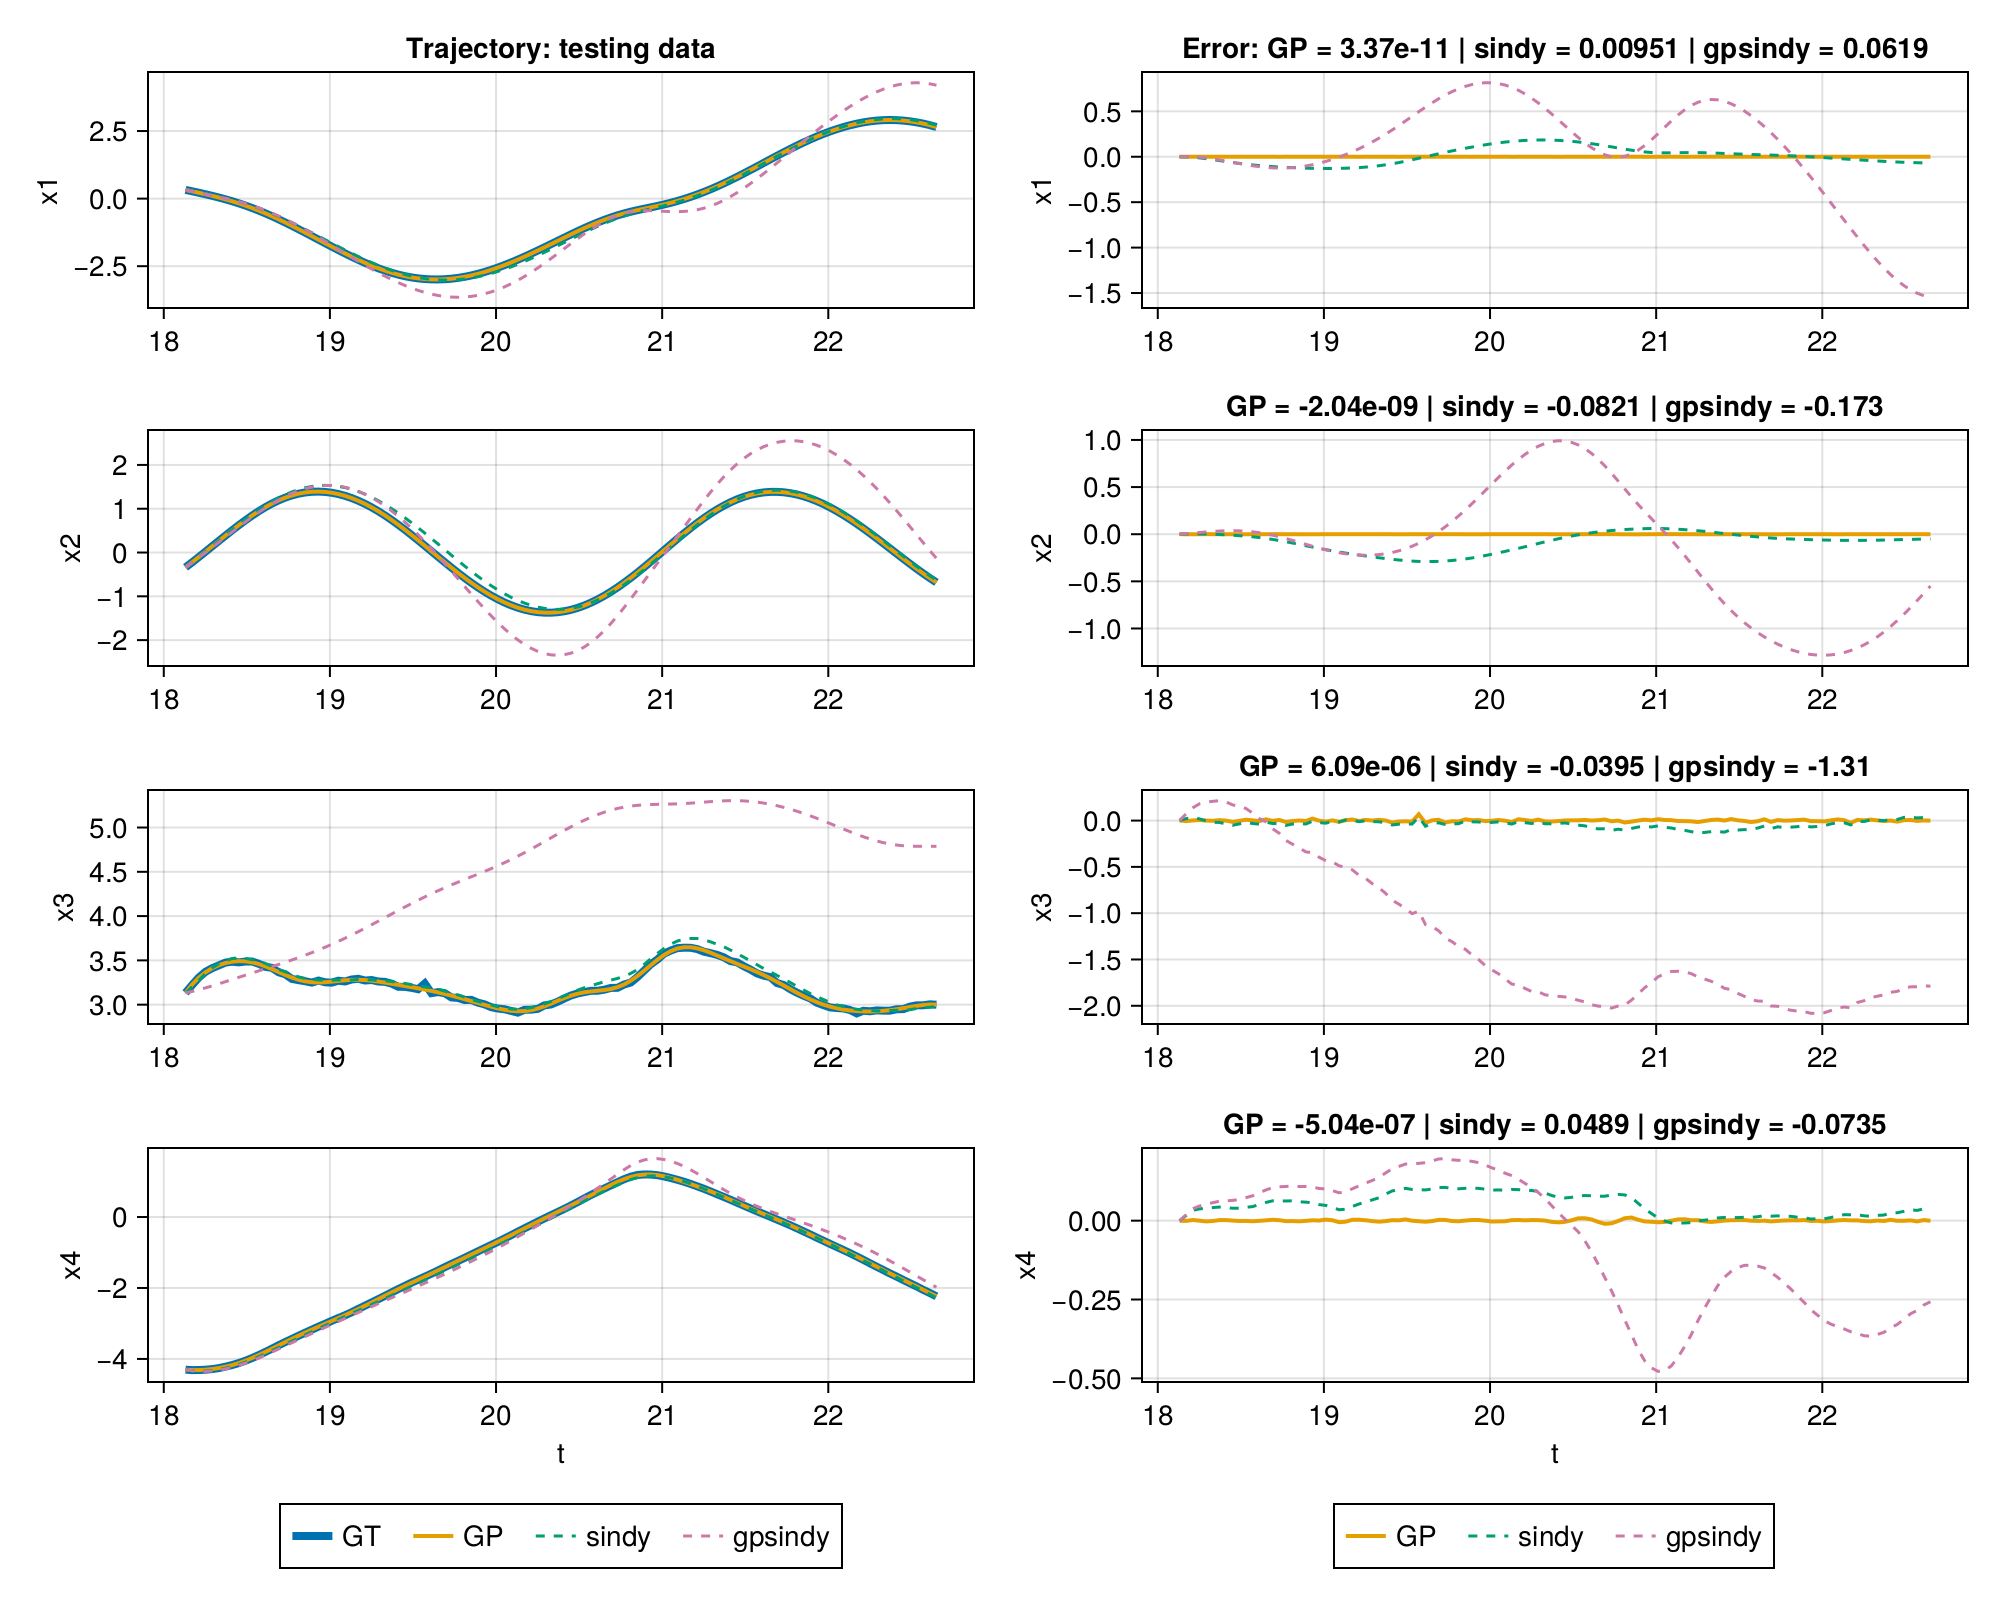 Trajectory: testing data
x1
2.5
0.0
−2.5
18 19 20 21 22
Error: GP = 3.37e-11 | sindy = 0.00951 | gpsindy = 0.0619
x1
0.5
0.0
−0.5
−1.0
−1.5
18 19 20 21 22
x2
2
1
0
−1
−2
18 19 20 21 22
GP = -2.04e-09 | sindy = -0.0821 | gpsindy = -0.173
x2
1.0
0.5
0.0
−0.5
−1.0
18 19 20 21 22
x3
5.0
4.5
4.0
3.5
3.0
18 19 20 21 22
GP = 6.09e-06 | sindy = -0.0395 | gpsindy = -1.31
x3
0.0
−0.5
−1.0
−1.5
−2.0
18 19 20 21 22
x4
0
−2
−4
18 19 20 21 22
t
GP = -5.04e-07 | sindy = 0.0489 | gpsindy = -0.0735
x4
0.00
−0.25
−0.50
18 19 20 21 22
t
GT GP sindy gpsindy
GP sindy gpsindy